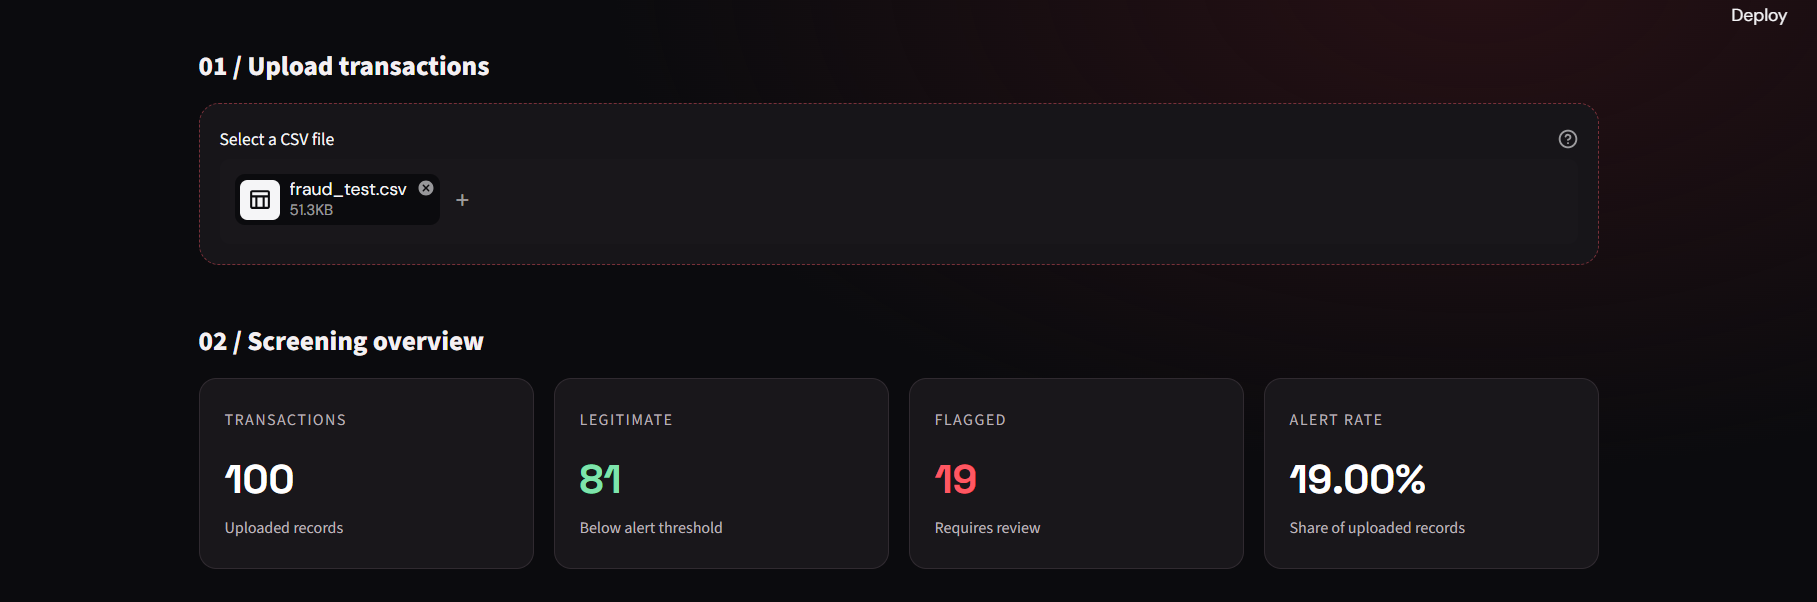 Deploy
01 / Upload transactions
Select a CSV file
fraud_test.csv
51.3KB
02 / Screening overview
TRANSACTIONS
100
Uploaded records
LEGITIMATE
81
Below alert threshold
FLAGGED
19
Requires review
ALERT RATE
19.00%
Share of uploaded records